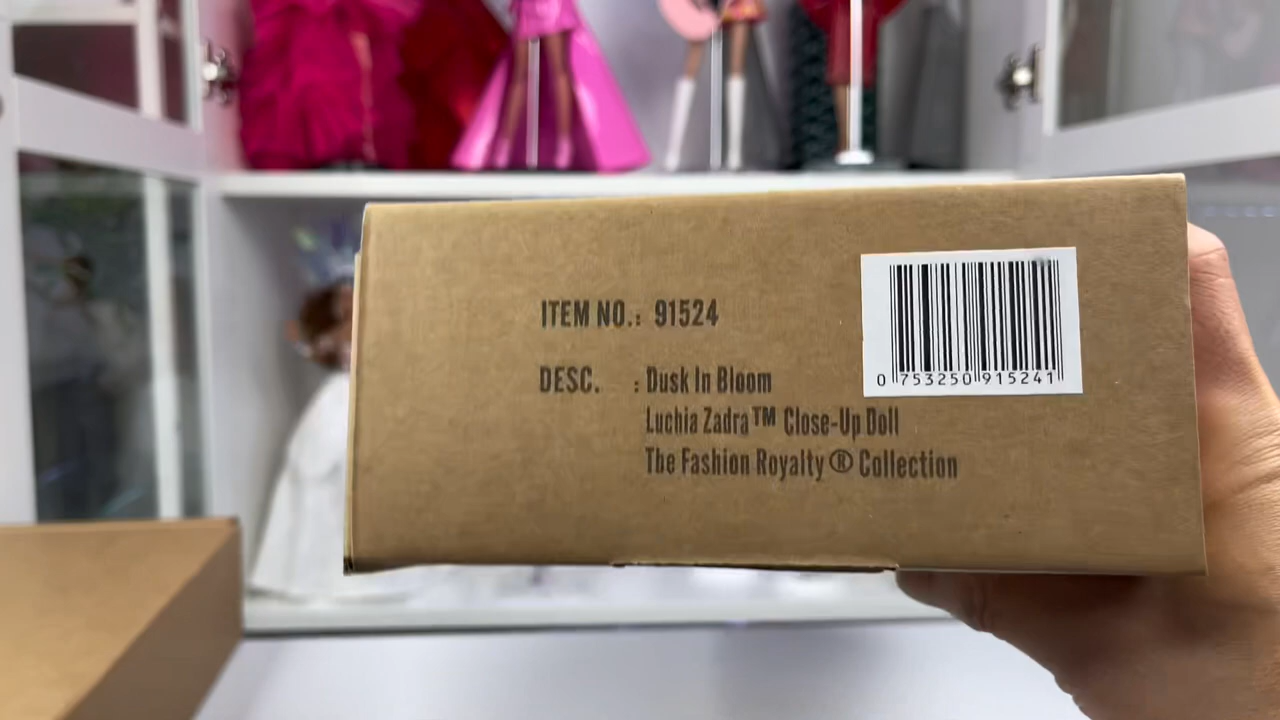 ITEM NO.: 91524
DESC. : Dusk In Bloom
Luchia Zadra™ Close-Up Doll
The Fashion Royalty® Collection
0 753250 915241